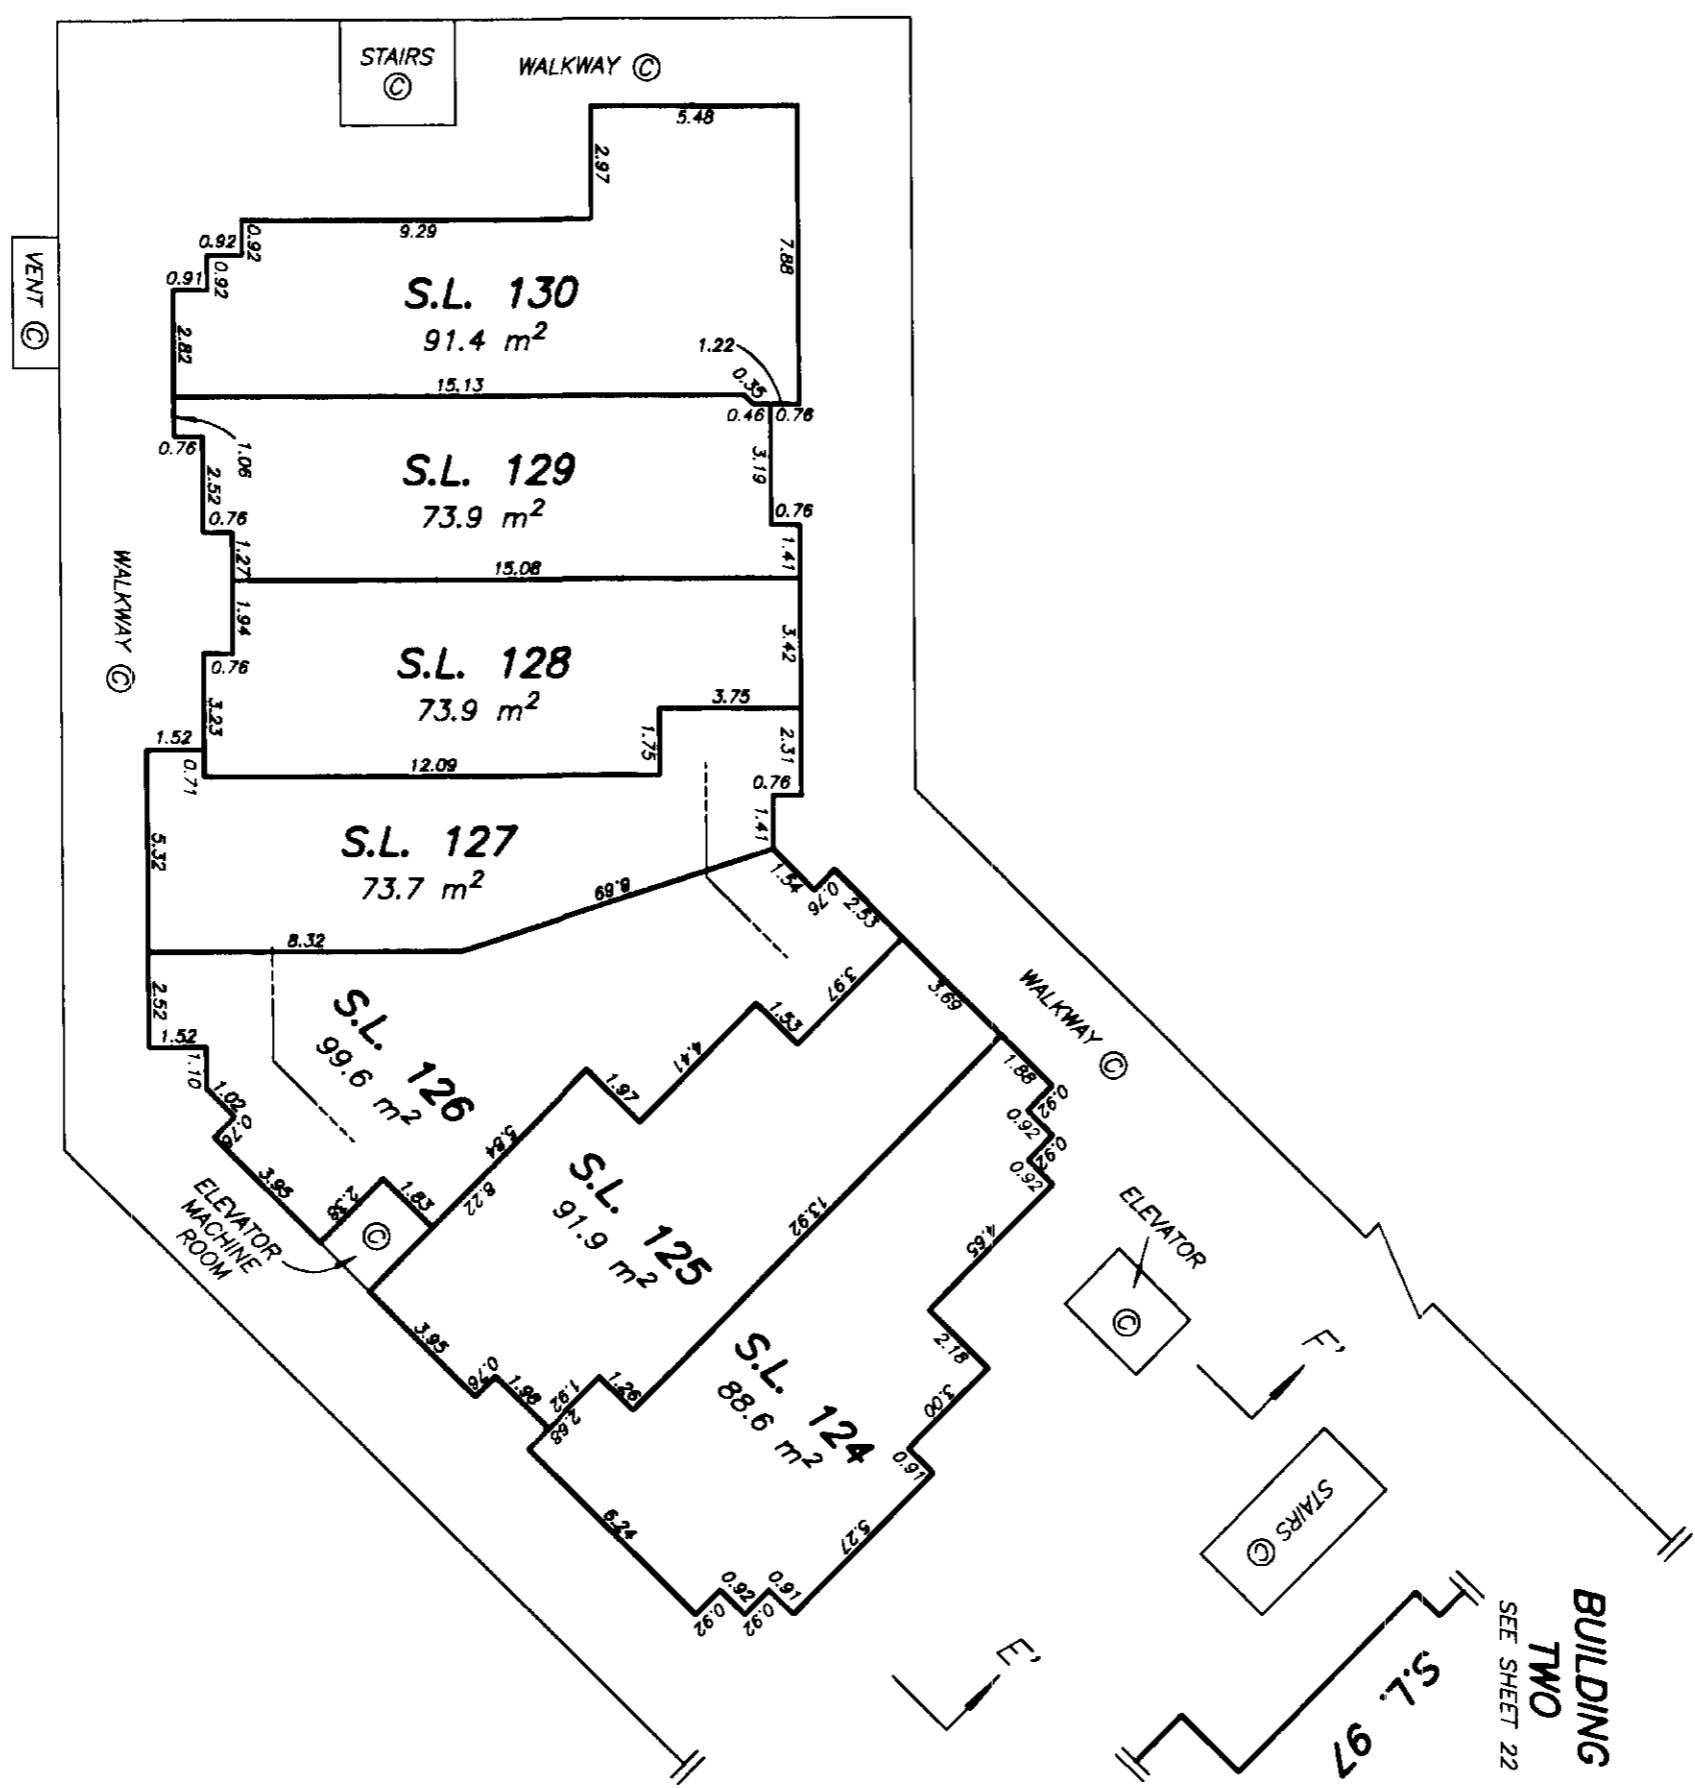 STAIRS
Ⓒ
WALKWAY Ⓒ
5.48
2.97
9.29
0.92
0.92
0.92
0.91
7.88
VENT Ⓒ
S.L. 130
91.4 m²
2.82
1.22
0.35
15.13
0.46
0.76
0.76
1.06
3.19
S.L. 129
73.9 m²
2.52
0.76
0.76
1.27
1.41
15.08
WALKWAY Ⓒ
1.94
0.76
S.L. 128
73.9 m²
3.42
3.75
3.23
1.75
2.31
1.52
0.71
12.09
0.76
1.41
S.L. 127
73.7 m²
5.32
1.54
0.76
2.53
8.69
8.32
2.52
1.52
1.10
S.L. 126
99.6 m²
3.97
1.53
3.69
WALKWAY Ⓒ
4.41
1.97
1.02
0.76
5.84
1.88
0.92
0.92
0.92
0.92
3.95
2.38
1.83
Ⓒ
ELEVATOR
MACHINE
ROOM
8.22
S.L. 125
91.9 m²
13.92
4.65
ELEVATOR
Ⓒ
3.95
0.76
1.98
1.92
1.26
2.68
S.L. 124
88.6 m²
2.18
3.00
0.91
F'
6.24
5.27
0.92
0.92
0.92
0.91
STAIRS
Ⓒ
E'
BUILDING
TWO
SEE SHEET 22
S.L. 97